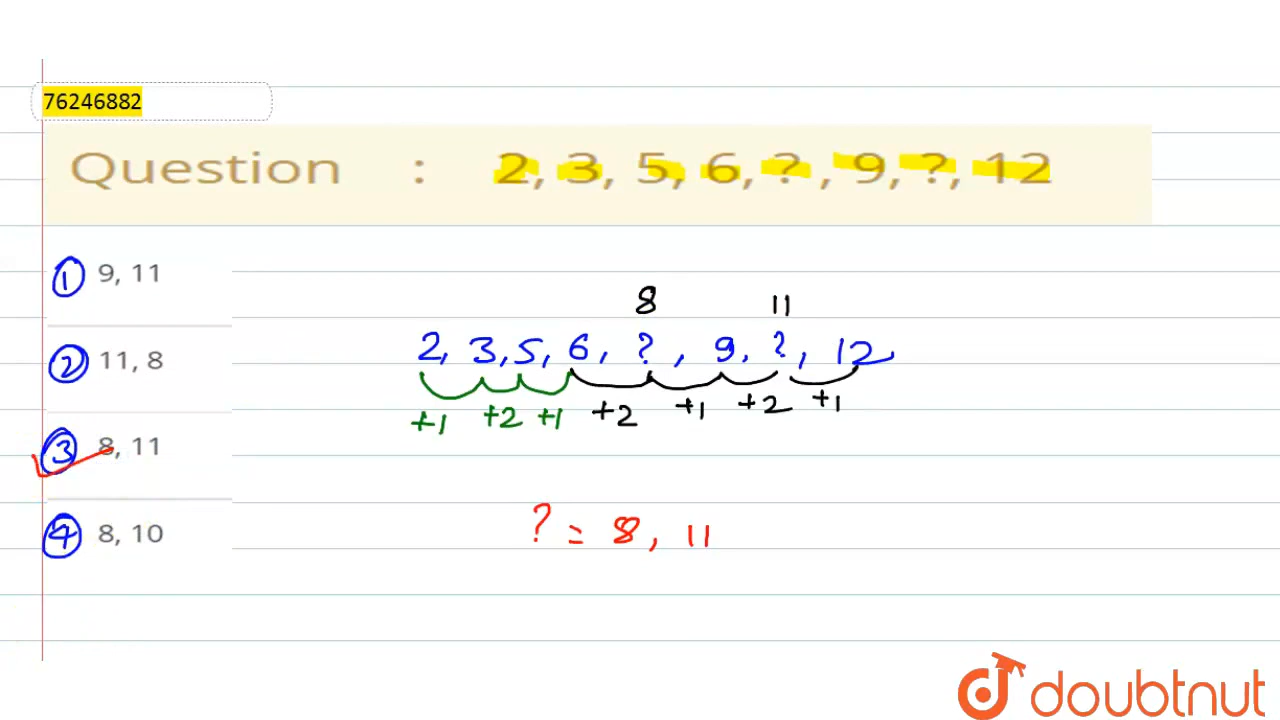 76246882
Question : 2, 3, 5, 6, ? , 9, ?, 12
① 9, 11
② 11, 8
③ 8, 11
④ 8, 10
8 11
2, 3, 5, 6, ? , 9, ? , 12,
+1 +2 +1 +2 +1 +2 +1
? = 8, 11
doubtnut